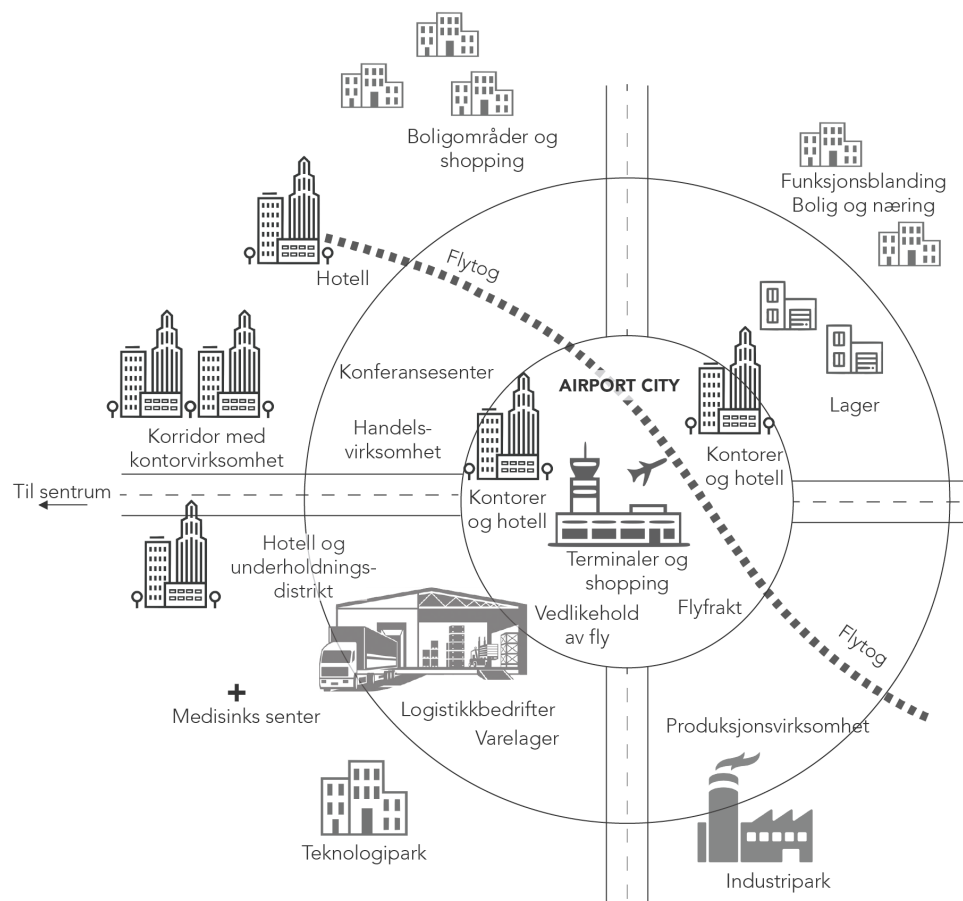 Boligområder og
shopping
Funksjonsblanding
Bolig og næring
Flytog
Hotell
Konferansesenter
AIRPORT CITY
Lager
Handels-
virksomhet
Korridor med
kontorvirksomhet
Kontorer
og hotell
Til sentrum
Kontorer
og hotell
Hotell og
underholdnings-
distrikt
Terminaler og
shopping
Vedlikehold
av fly
Flyfrakt
Flytog
Medisinks senter
Logistikkbedrifter
Varelager
Produksjonsvirksomhet
Teknologipark
Industripark